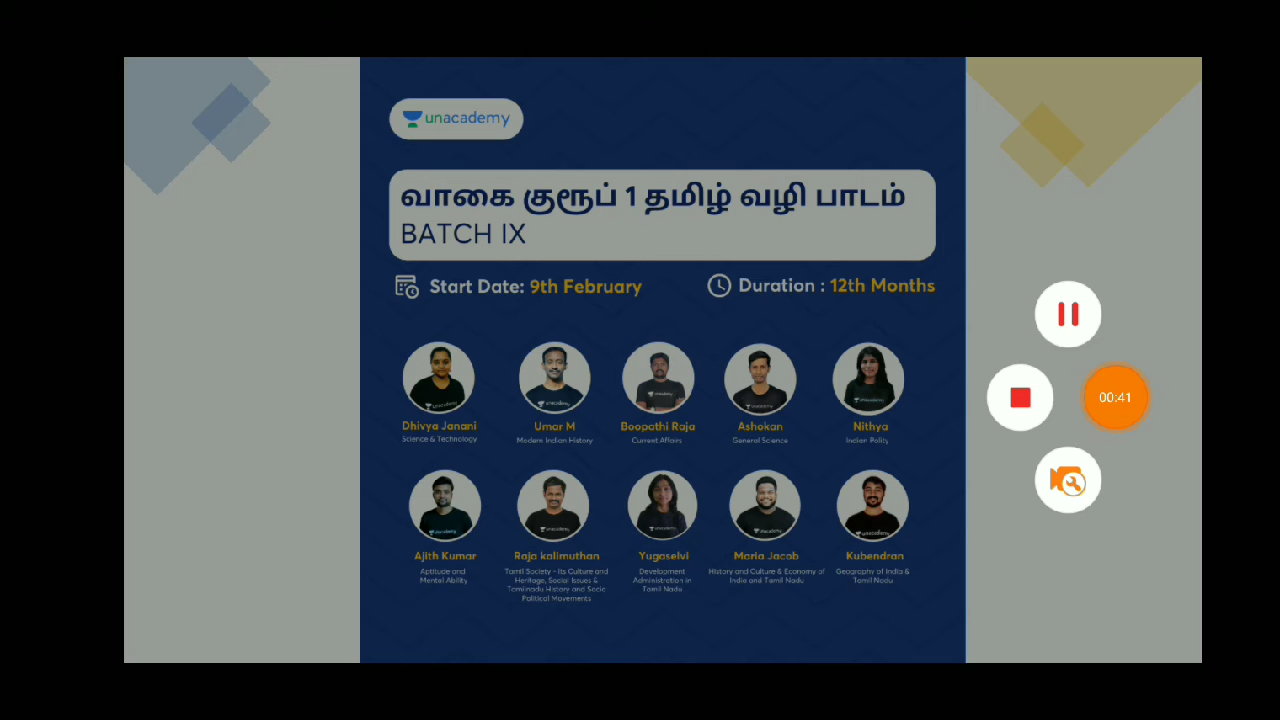 unacademy
வாகை குரூப் 1 தமிழ் வழி பாடம்
BATCH IX
Start Date: 9th February
Duration : 12th Months
Dhivya Janani
Science & Technology
Umar M
Modern Indian History
Boopathi Raja
Current Affairs
Ashokan
General Science
Nithya
Indian Polity
Ajith Kumar
Aptitude and
Mental Ability
Raja kalimuthan
Tamil Society - Its Culture and
Heritage, Social Issues &
Tamilnadu History and Socio
Political Movements
Yugaselvi
Development
Administration in
Tamil Nadu
Maria Jacob
History and Culture & Economy of
India and Tamil Nadu
Kubendran
Geography of India &
Tamil Nadu
00:41